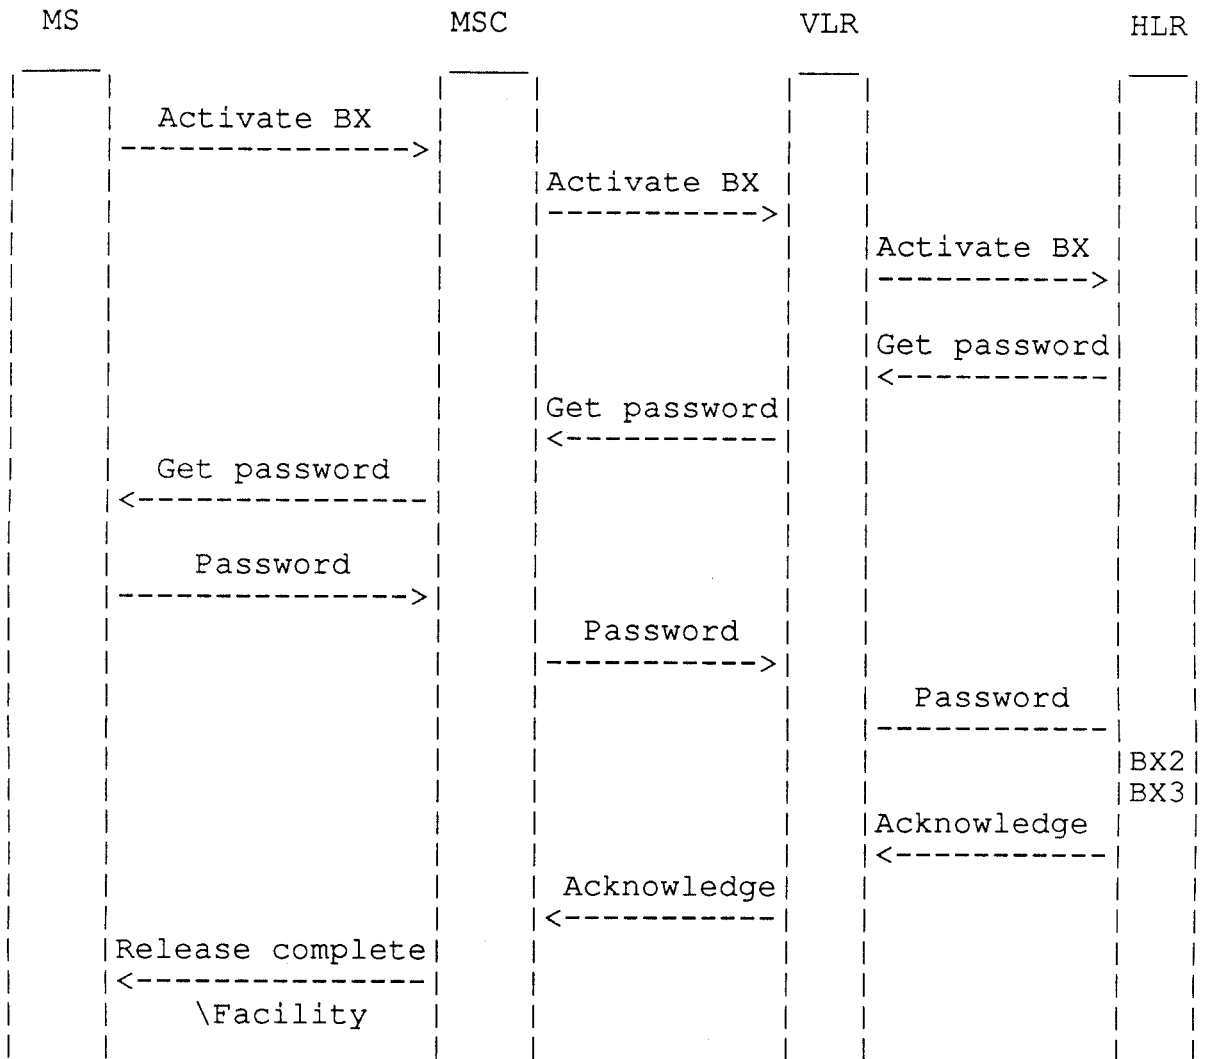 MS MSC VLR HLR
Activate BX
Activate BX
Activate BX
Get password
Get password
Get password
Password
Password
Password
BX2
BX3
Acknowledge
Acknowledge
Release complete
\Facility